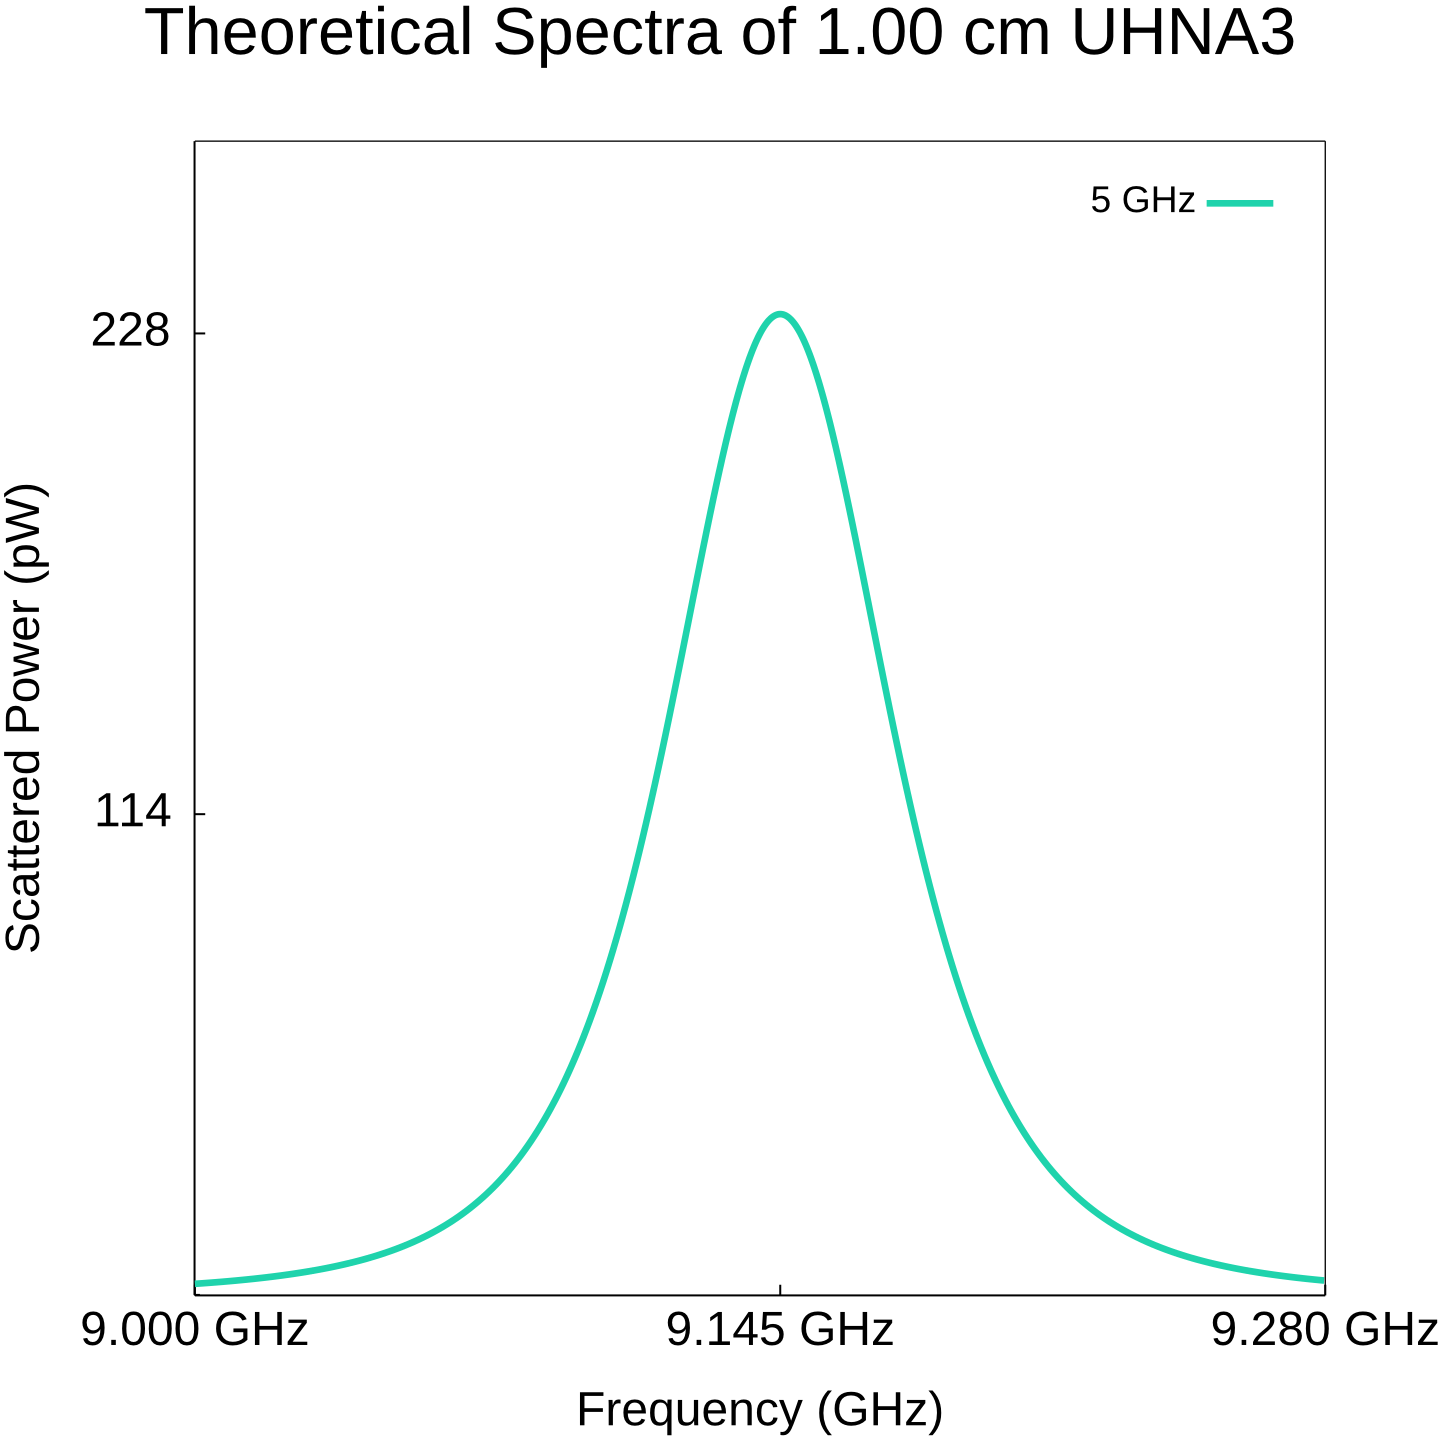 Theoretical Spectra of 1.00 cm UHNA3
5 GHz
228
114
Scattered Power (pW)
9.000 GHz
9.145 GHz
9.280 GHz
Frequency (GHz)